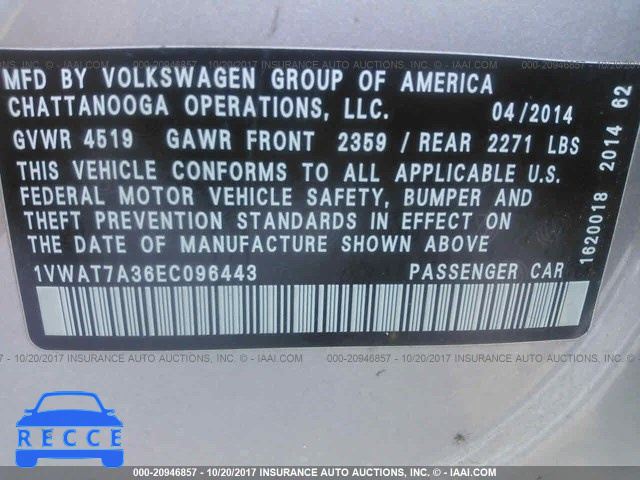 MFD BY VOLKSWAGEN GROUP OF AMERICA
CHATTANOOGA OPERATIONS, LLC. 04/2014
GVWR 4519 GAWR FRONT 2359 / REAR 2271 LBS
THIS VEHICLE CONFORMS TO ALL APPLICABLE U.S.
FEDERAL MOTOR VEHICLE SAFETY, BUMPER AND
THEFT PREVENTION STANDARDS IN EFFECT ON
THE DATE OF MANUFACTURE SHOWN ABOVE
1VWAT7A36EC096443 PASSENGER CAR
1620018 2014 62
000-20946857 - 10/20/2017 INSURANCE AUTO AUCTIONS, INC. - © IAAI.COM
RECCE
000-20946857 - 10/20/2017 INSURANCE AUTO AUCTIONS, INC. - © IAAI.COM